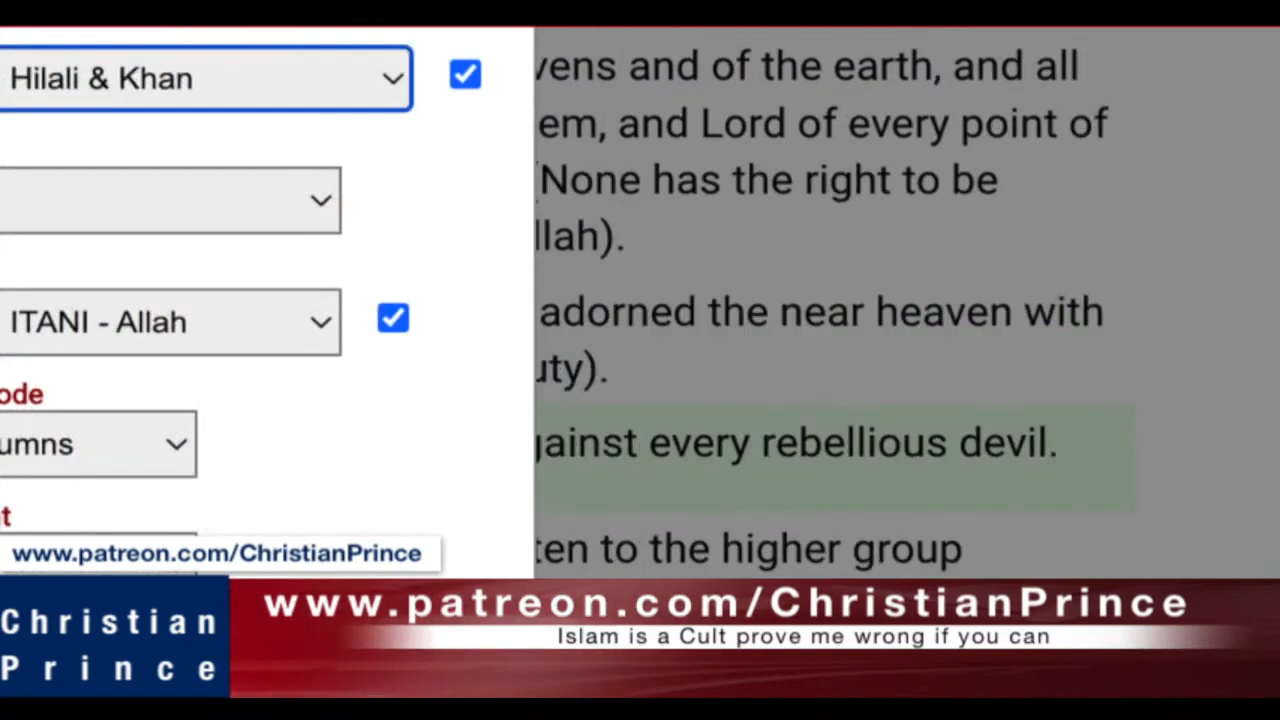 Hilali & Khan
ITANI - Allah
ode
umns
t
vens and of the earth, and all
em, and Lord of every point of
(None has the right to be
llah).
adorned the near heaven with
uty).
gainst every rebellious devil.
ten to the higher group
www.patreon.com/ChristianPrince
Christian
Prince
www.patreon.com/ChristianPrince
Islam is a Cult prove me wrong if you can